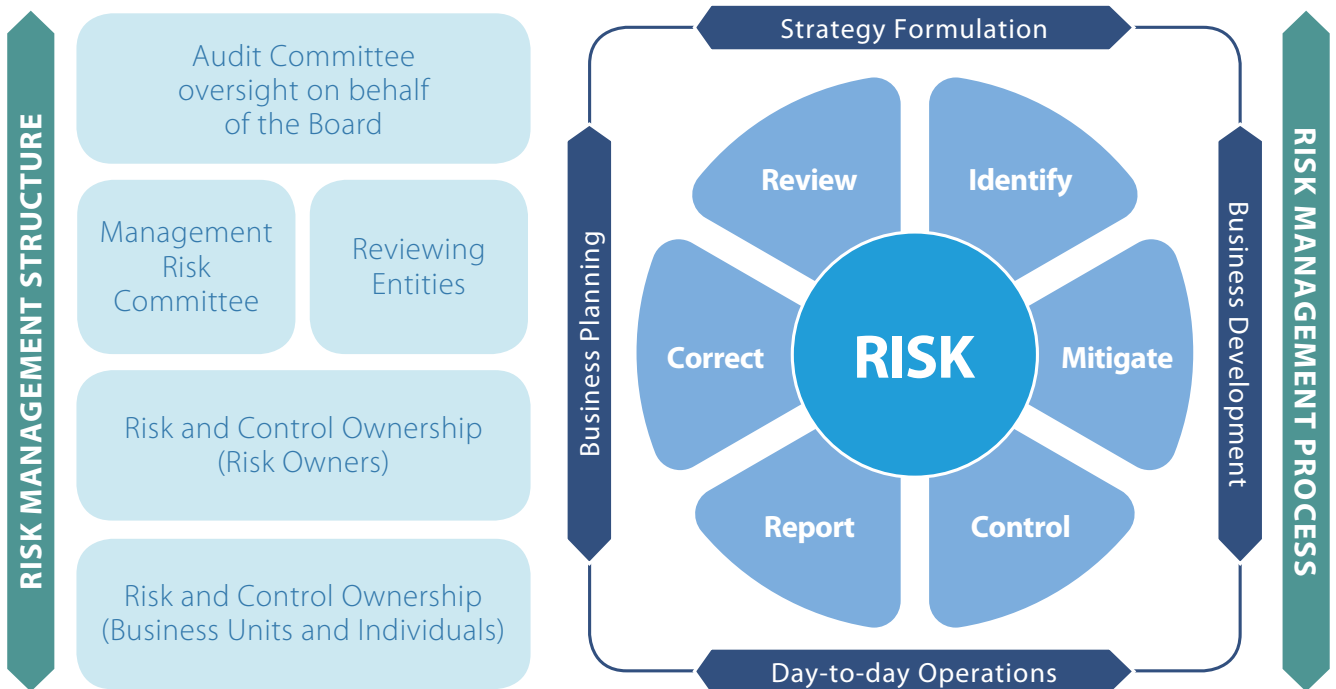 RISK MANAGEMENT STRUCTURE
Audit Committee
oversight on behalf
of the Board
Management
Risk
Committee
Reviewing
Entities
Risk and Control Ownership
(Risk Owners)
Risk and Control Ownership
(Business Units and Individuals)
Strategy Formulation
Business Planning
Review
Identify
Correct
RISK
Mitigate
Report
Control
Business Development
Day-to-day Operations
RISK MANAGEMENT PROCESS